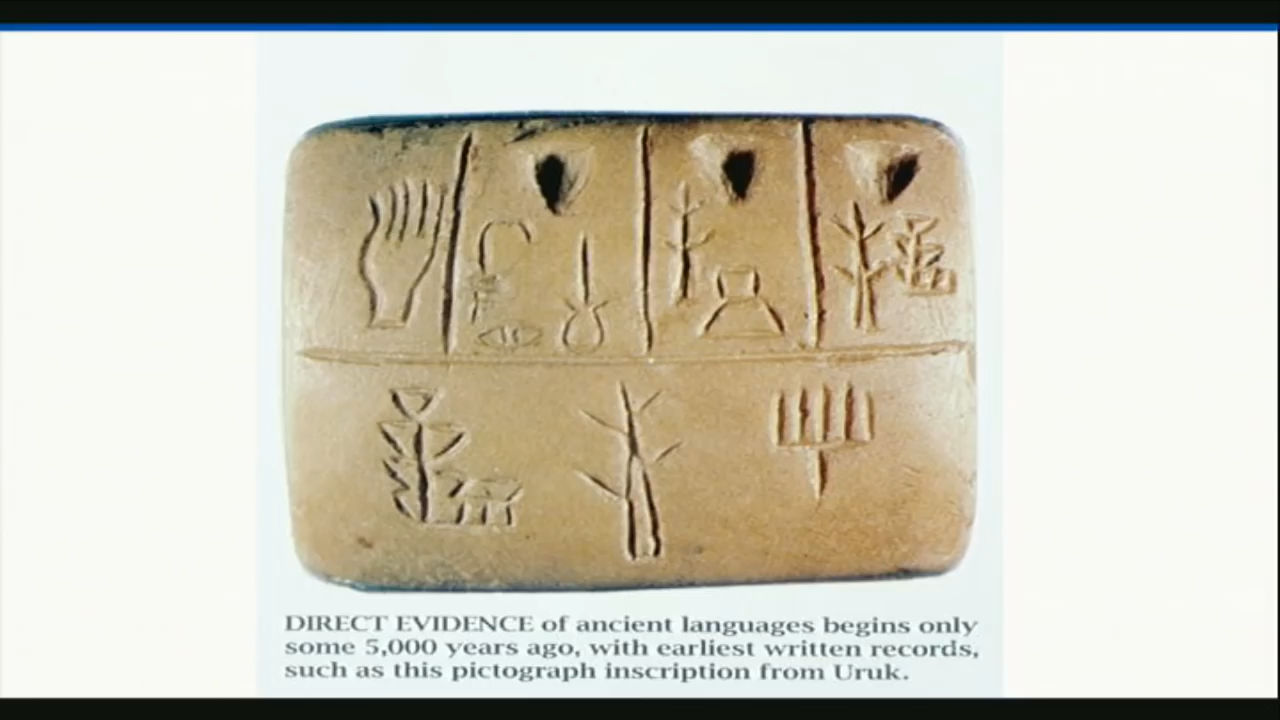 DIRECT EVIDENCE of ancient languages begins only
some 5,000 years ago, with earliest written records,
such as this pictograph inscription from Uruk.